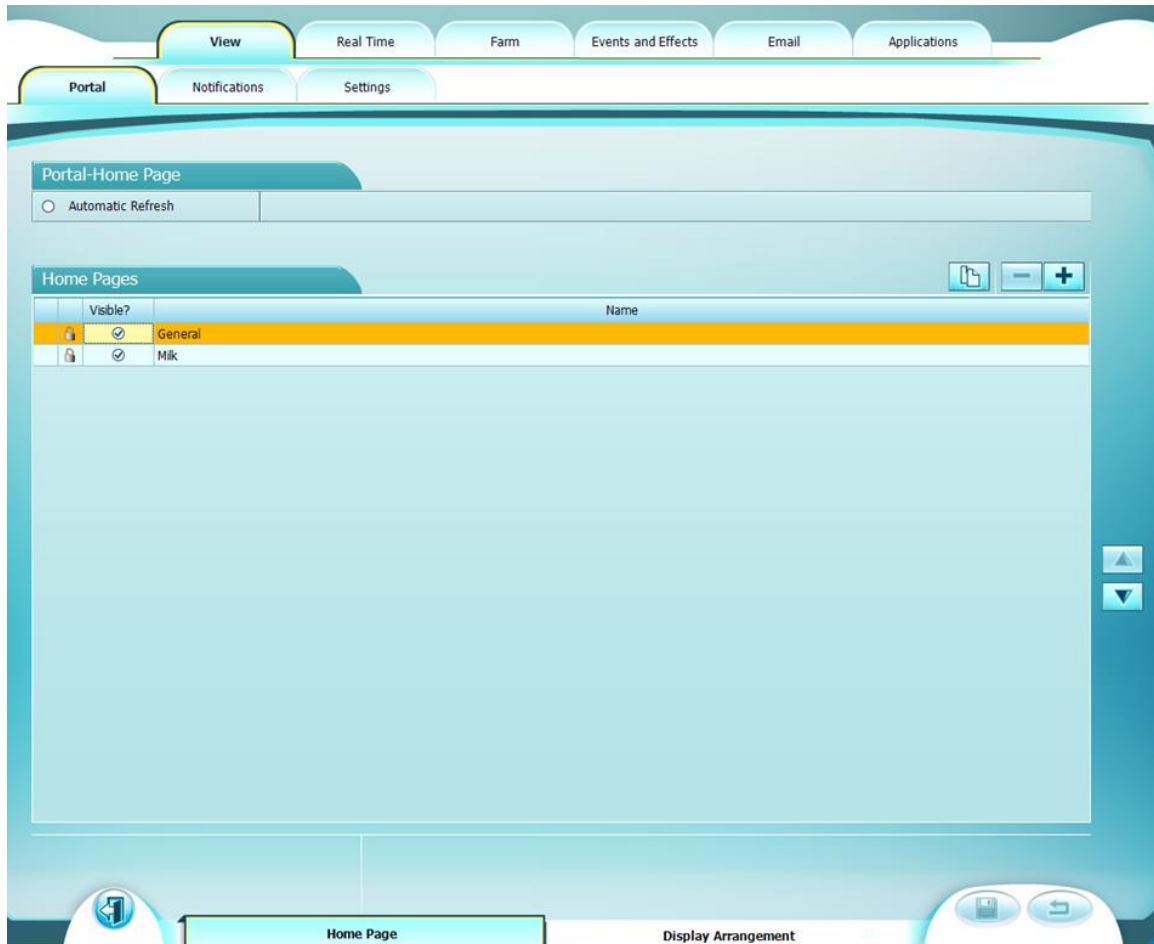 View Real Time Farm Events and Effects Email Applications
Portal Notifications Settings
Portal-Home Page
Automatic Refresh
Home Pages
Visible? Name
General
Milk
Home Page Display Arrangement